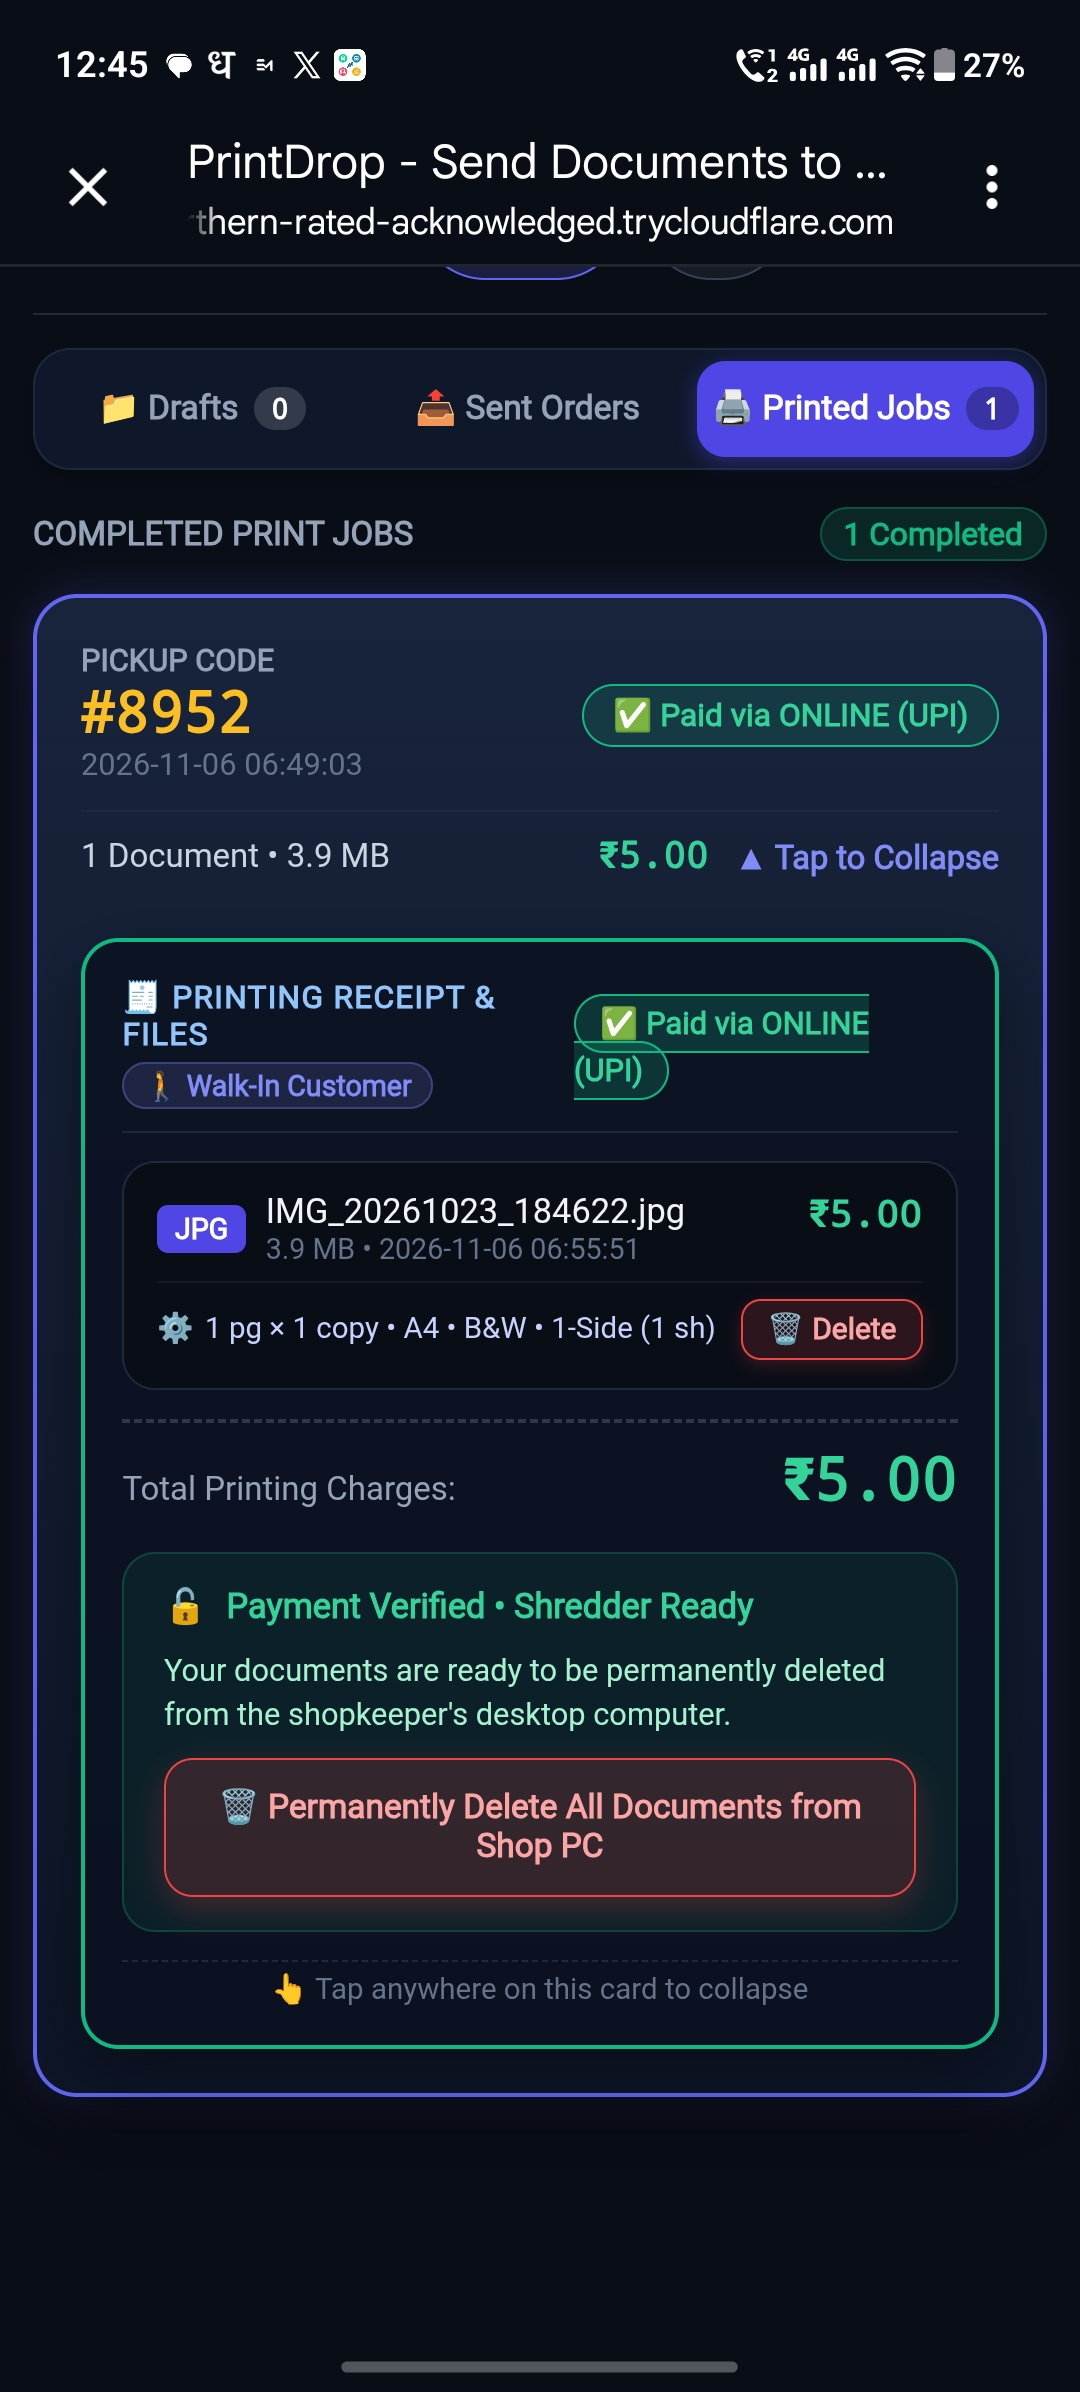 12:45 ध 4G 4G 27%
PrintDrop - Send Documents to ...
thern-rated-acknowledged.trycloudflare.com
📁 Drafts 0 📤 Sent Orders 🖨️ Printed Jobs 1
COMPLETED PRINT JOBS 1 Completed
PICKUP CODE
#8952
✅ Paid via ONLINE (UPI)
2026-11-06 06:49:03
1 Document • 3.9 MB ₹5.00 ▲ Tap to Collapse
🧾 PRINTING RECEIPT &
FILES
🚶 Walk-In Customer
✅ Paid via ONLINE
(UPI)
JPG IMG_20261023_184622.jpg ₹5.00
3.9 MB • 2026-11-06 06:55:51
⚙️ 1 pg × 1 copy • A4 • B&W • 1-Side (1 sh) 🗑️ Delete
Total Printing Charges: ₹5.00
🔓 Payment Verified • Shredder Ready
Your documents are ready to be permanently deleted
from the shopkeeper's desktop computer.
🗑️ Permanently Delete All Documents from
Shop PC
👆 Tap anywhere on this card to collapse